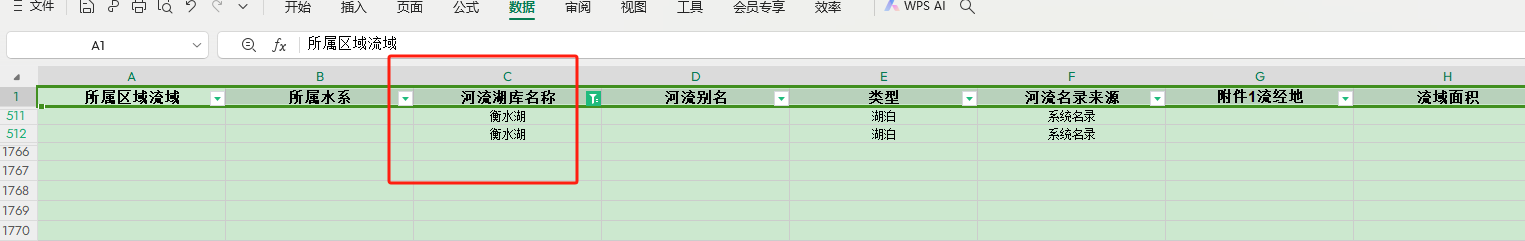 三 文件 开始 插入 页面 公式 数据 审阅 视图 工具 会员专享 效率 WPS AI
A1 fx 所属区域流域
A B C D E F G H
1 所属区域流域 所属水系 河流湖库名称 河流别名 类型 河流名录来源 附件1流经地 流域面积
511 衡水湖 湖泊 系统名录
512 衡水湖 湖泊 系统名录
1766
1767
1768
1769
1770